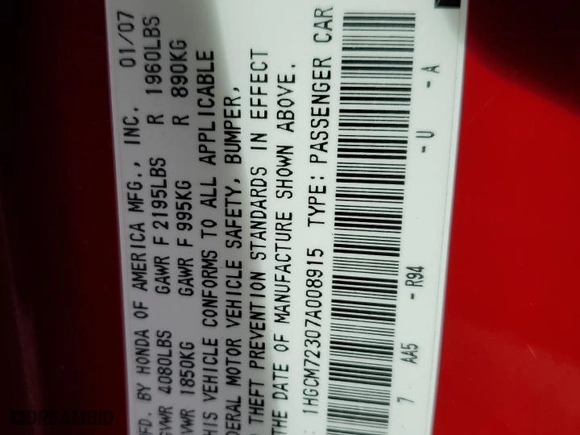 MFD. BY HONDA OF AMERICA MFG., INC. 01/07
GVWR 4080LBS GAWR F 2195LBS R 1960LBS
GVWR 1850KG GAWR F 995KG R 890KG
THIS VEHICLE CONFORMS TO ALL APPLICABLE
FEDERAL MOTOR VEHICLE SAFETY, BUMPER,
THEFT PREVENTION STANDARDS IN EFFECT
THE DATE OF MANUFACTURE SHOWN ABOVE.
1HGCM72307A008915 TYPE: PASSENGER CAR
7 AA5 - R94 - U - A
DREAMBID